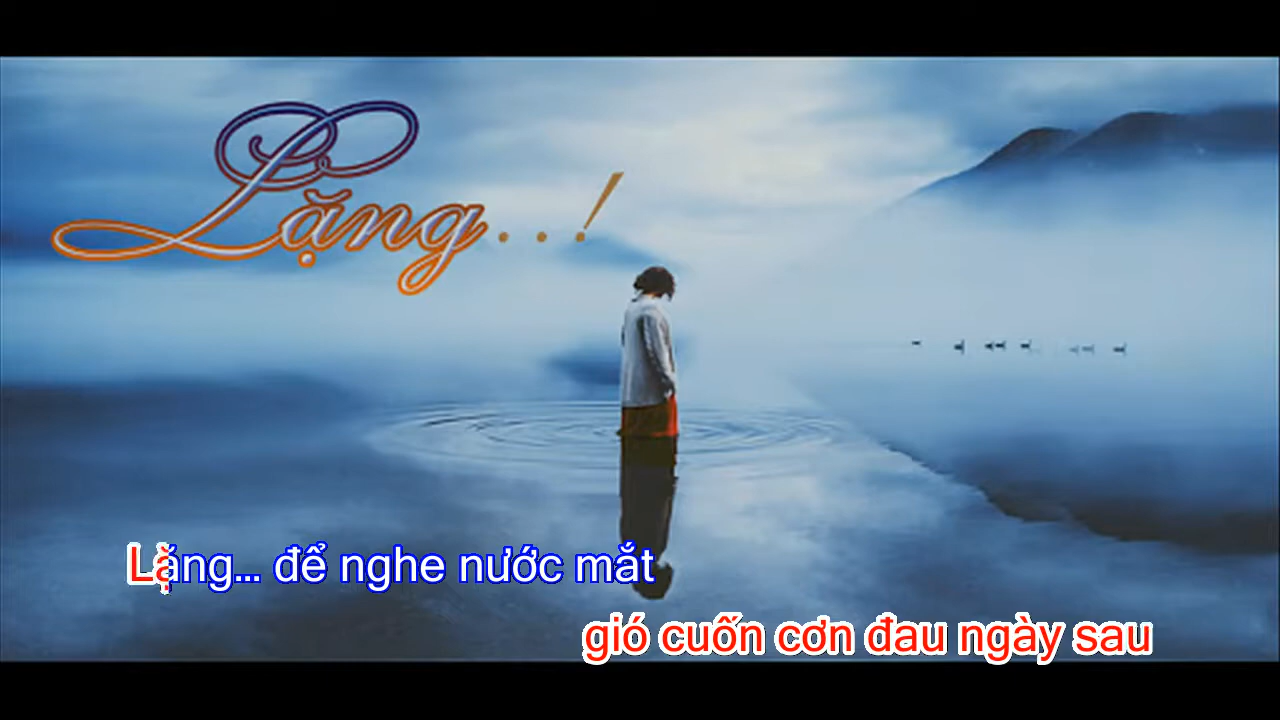 Lặng..!
Lặng... để nghe nước mắt
gió cuốn cơn đau ngày sau